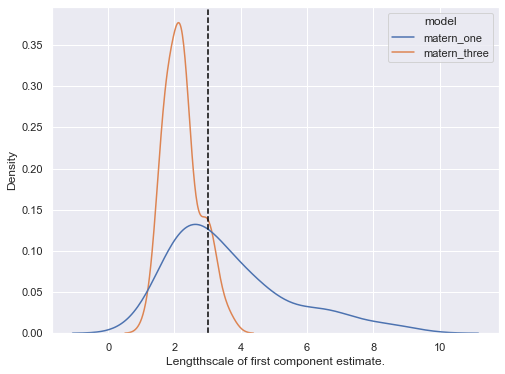 model
matern_one
matern_three
0.35
0.30
0.25
0.20
0.15
0.10
0.05
0.00
Density
0 2 4 6 8 10
Lengtthscale of first component estimate.